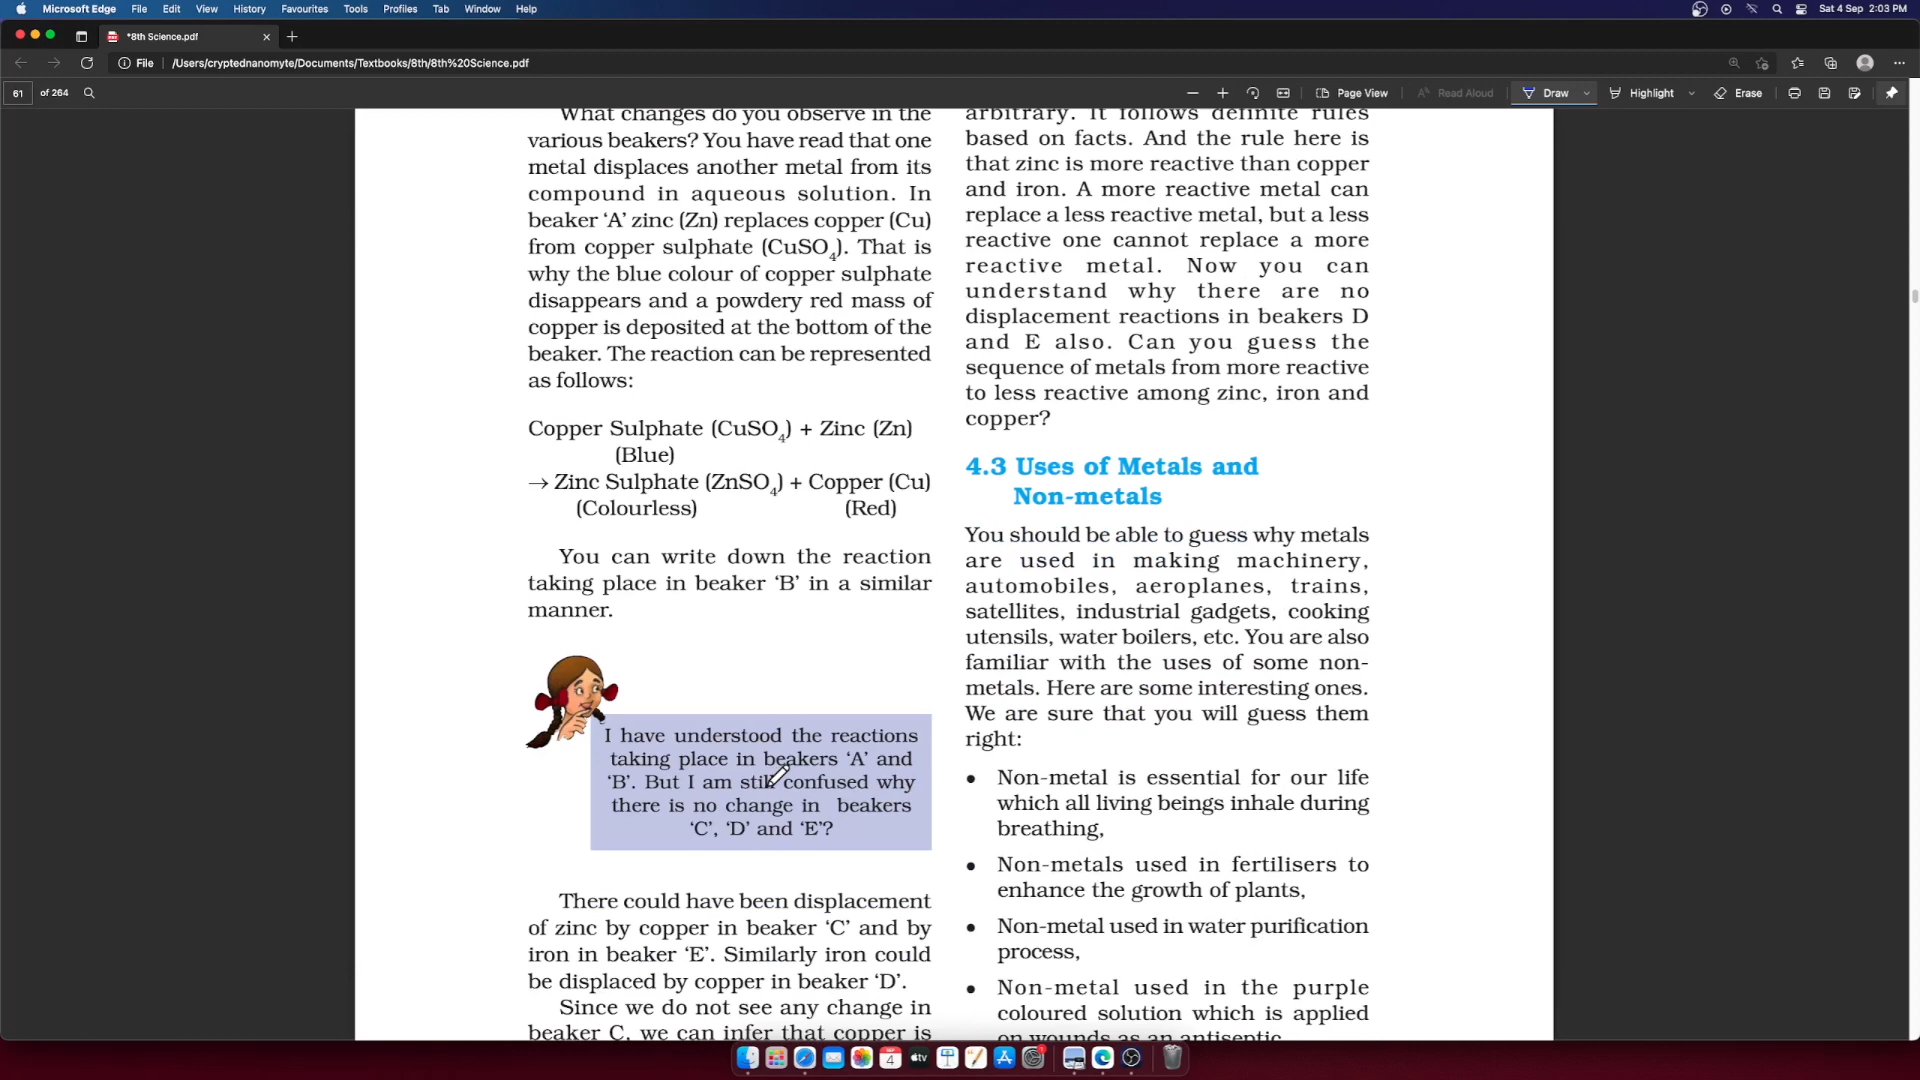 Microsoft Edge File Edit View History Favourites Tools Profiles Tab Window Help Sat 4 Sep 2:03 PM
*8th Science.pdf
File /Users/cryptednanomyte/Documents/Textbooks/8th/8th%20Science.pdf
61 of 264 Page View Read Aloud Draw Highlight Erase
What changes do you observe in the
various beakers? You have read that one
metal displaces another metal from its
compound in aqueous solution. In
beaker ‘A’ zinc (Zn) replaces copper (Cu)
from copper sulphate (CuSO4). That is
why the blue colour of copper sulphate
disappears and a powdery red mass of
copper is deposited at the bottom of the
beaker. The reaction can be represented
as follows:
Copper Sulphate (CuSO4) + Zinc (Zn)
(Blue)
→ Zinc Sulphate (ZnSO4) + Copper (Cu)
(Colourless) (Red)
You can write down the reaction
taking place in beaker ‘B’ in a similar
manner.
I have understood the reactions
taking place in beakers ‘A’ and
‘B’. But I am still confused why
there is no change in beakers
‘C’, ‘D’ and ‘E’?
There could have been displacement
of zinc by copper in beaker ‘C’ and by
iron in beaker ‘E’. Similarly iron could
be displaced by copper in beaker ‘D’.
Since we do not see any change in
beaker C, we can infer that copper is
arbitrary. It follows definite rules
based on facts. And the rule here is
that zinc is more reactive than copper
and iron. A more reactive metal can
replace a less reactive metal, but a less
reactive one cannot replace a more
reactive metal. Now you can
understand why there are no
displacement reactions in beakers D
and E also. Can you guess the
sequence of metals from more reactive
to less reactive among zinc, iron and
copper?
4.3 Uses of Metals and
Non-metals
You should be able to guess why metals
are used in making machinery,
automobiles, aeroplanes, trains,
satellites, industrial gadgets, cooking
utensils, water boilers, etc. You are also
familiar with the uses of some non-
metals. Here are some interesting ones.
We are sure that you will guess them
right:
• Non-metal is essential for our life
which all living beings inhale during
breathing,
• Non-metals used in fertilisers to
enhance the growth of plants,
• Non-metal used in water purification
process,
• Non-metal used in the purple
coloured solution which is applied
on wounds as an antiseptic
SEP
4
tv
1